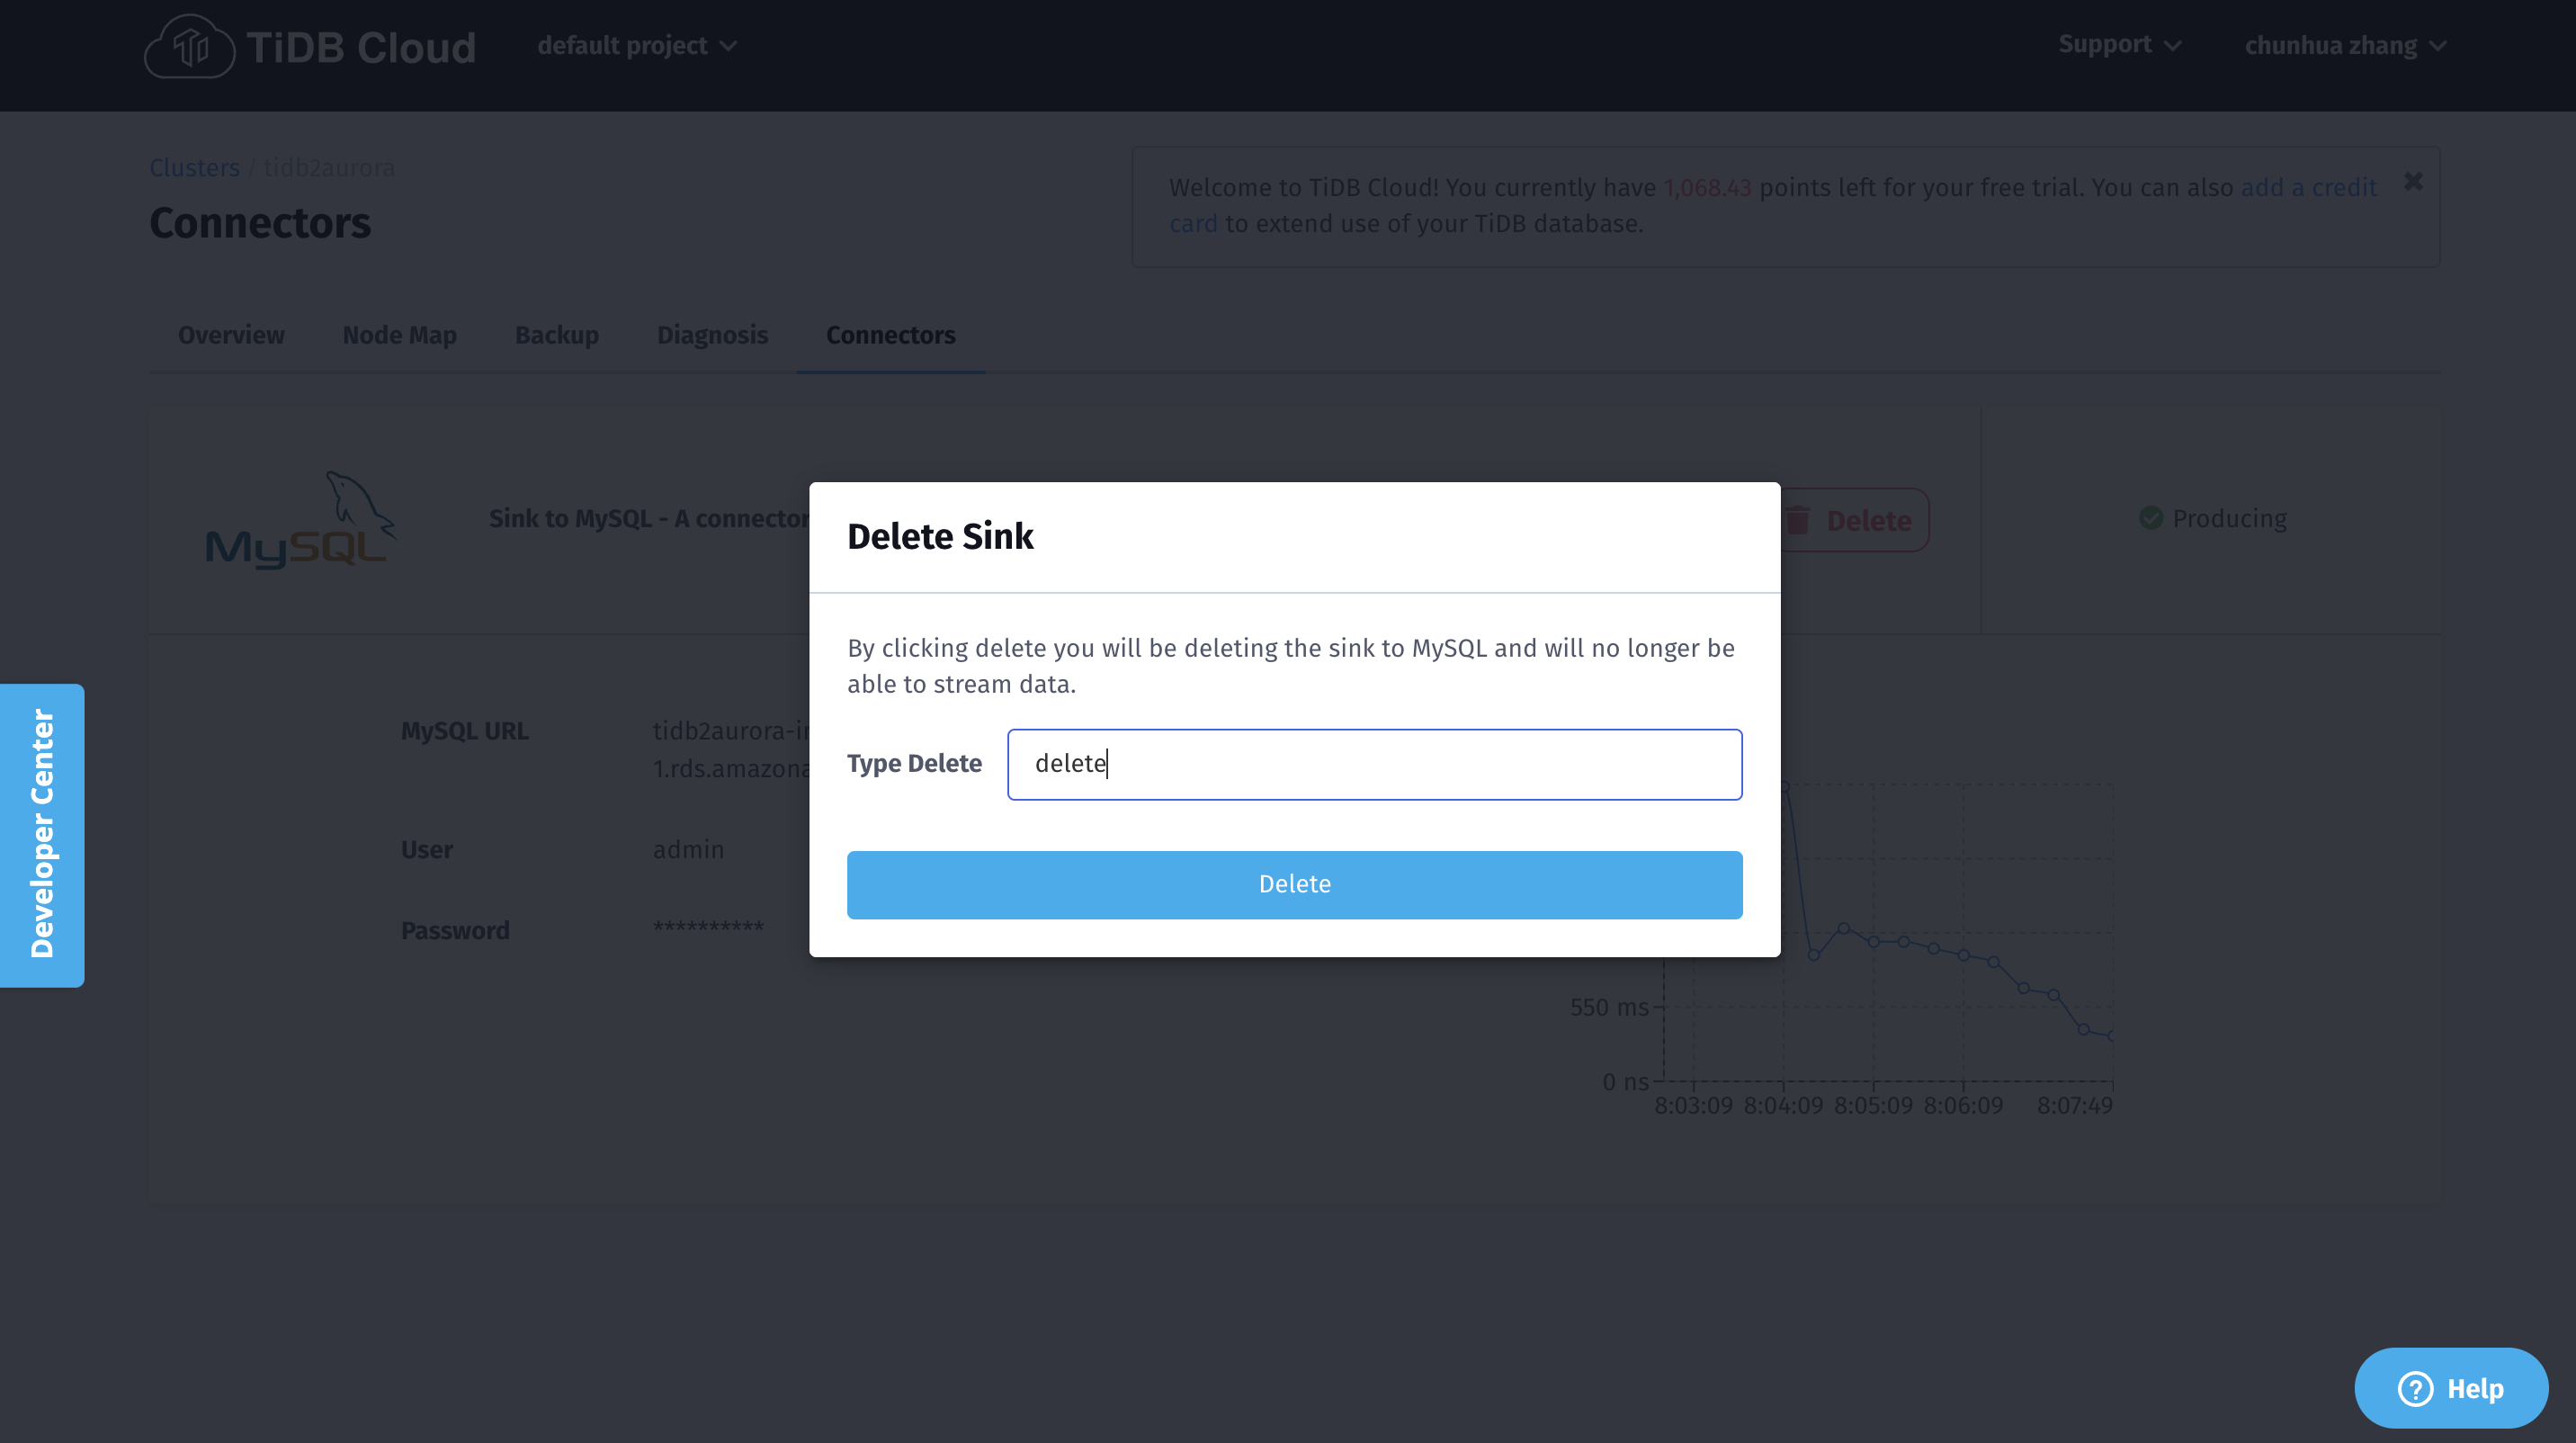 TiDB Cloud
default project
Support
chunhua zhang
Clusters / tidb2aurora
Connectors
Welcome to TiDB Cloud! You currently have 1,068.43 points left for your free trial. You can also add a credit
card to extend use of your TiDB database.
Overview
Node Map
Backup
Diagnosis
Connectors
MySQL
Sink to MySQL - A connector
Delete
Producing
Delete Sink
By clicking delete you will be deleting the sink to MySQL and will no longer be
able to stream data.
Type Delete
delete
Delete
MySQL URL
tidb2aurora-in
1.rds.amazona
User
admin
Password
**********
550 ms
0 ns
8:03:09
8:04:09
8:05:09
8:06:09
8:07:49
Developer Center
Help